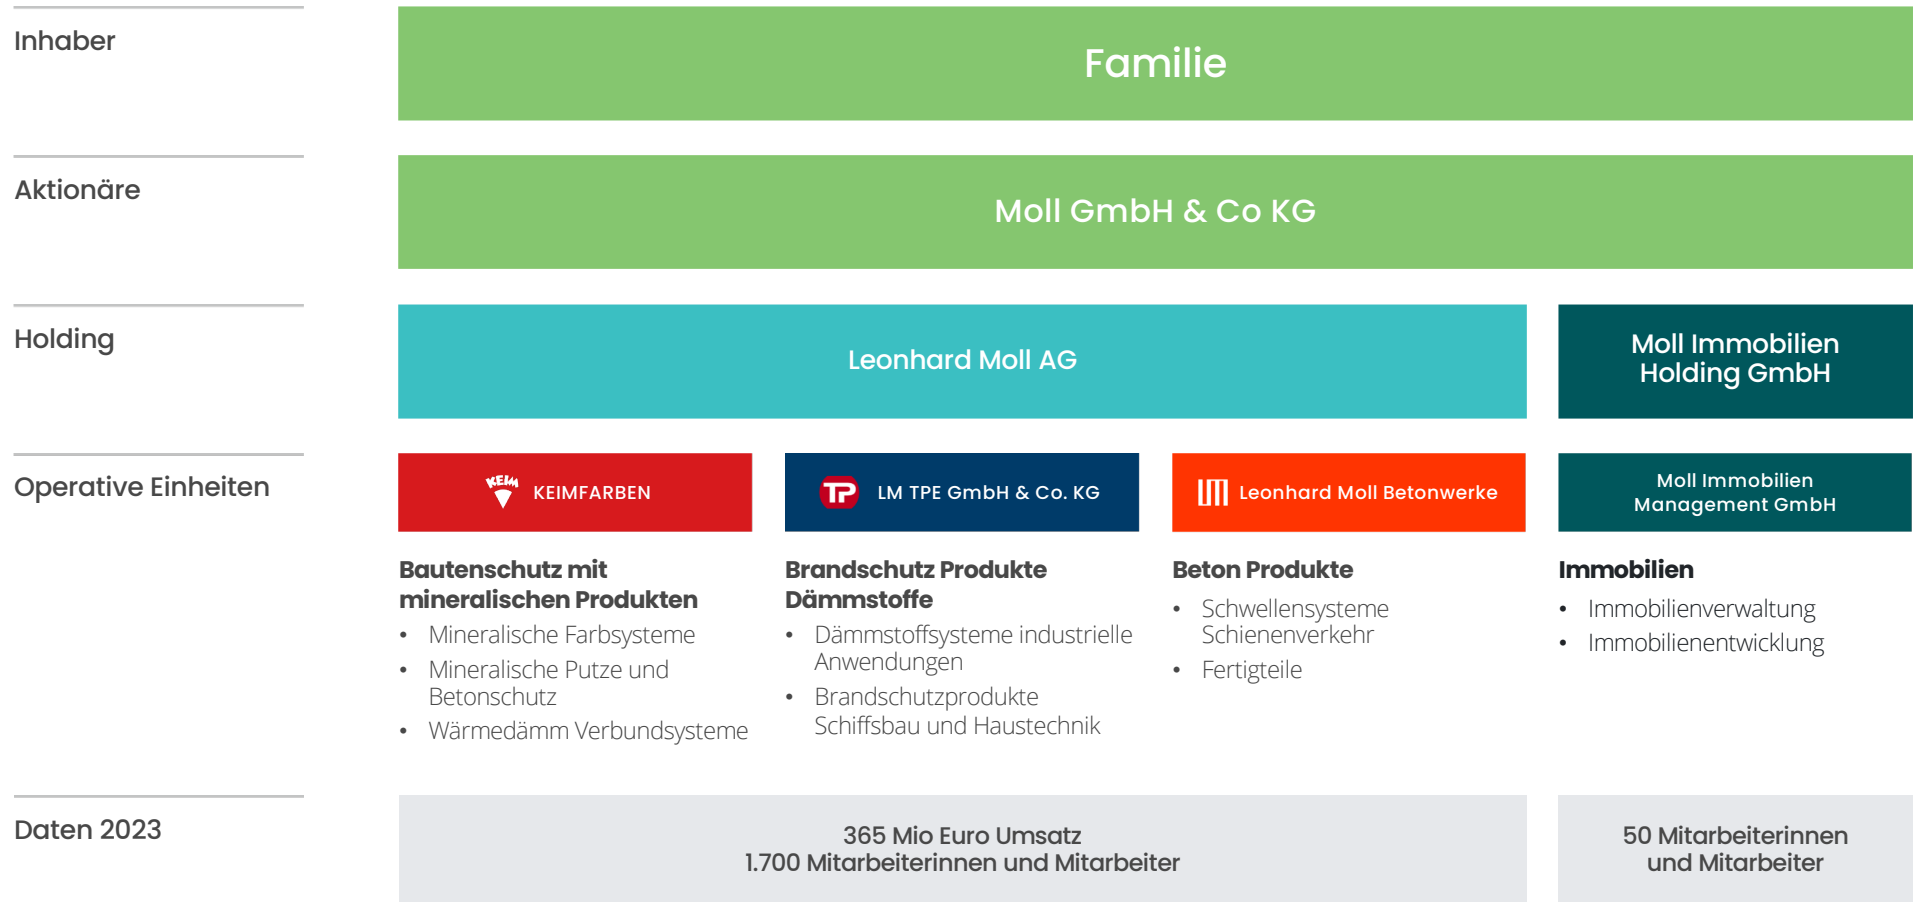 Inhaber
Familie
Aktionäre
Moll GmbH & Co KG
Holding
Leonhard Moll AG
Moll Immobilien
Holding GmbH
Operative Einheiten
KEIM KEIMFARBEN
TP LM TPE GmbH & Co. KG
Leonhard Moll Betonwerke
Moll Immobilien
Management GmbH
Bautenschutz mit
mineralischen Produkten
• Mineralische Farbsysteme
• Mineralische Putze und
Betonschutz
• Wärmedämm Verbundsysteme
Brandschutz Produkte
Dämmstoffe
• Dämmstoffsysteme industrielle
Anwendungen
• Brandschutzprodukte
Schiffsbau und Haustechnik
Beton Produkte
• Schwellensysteme
Schienenverkehr
• Fertigteile
Immobilien
• Immobilienverwaltung
• Immobilienentwicklung
Daten 2023
365 Mio Euro Umsatz
1.700 Mitarbeiterinnen und Mitarbeiter
50 Mitarbeiterinnen
und Mitarbeiter